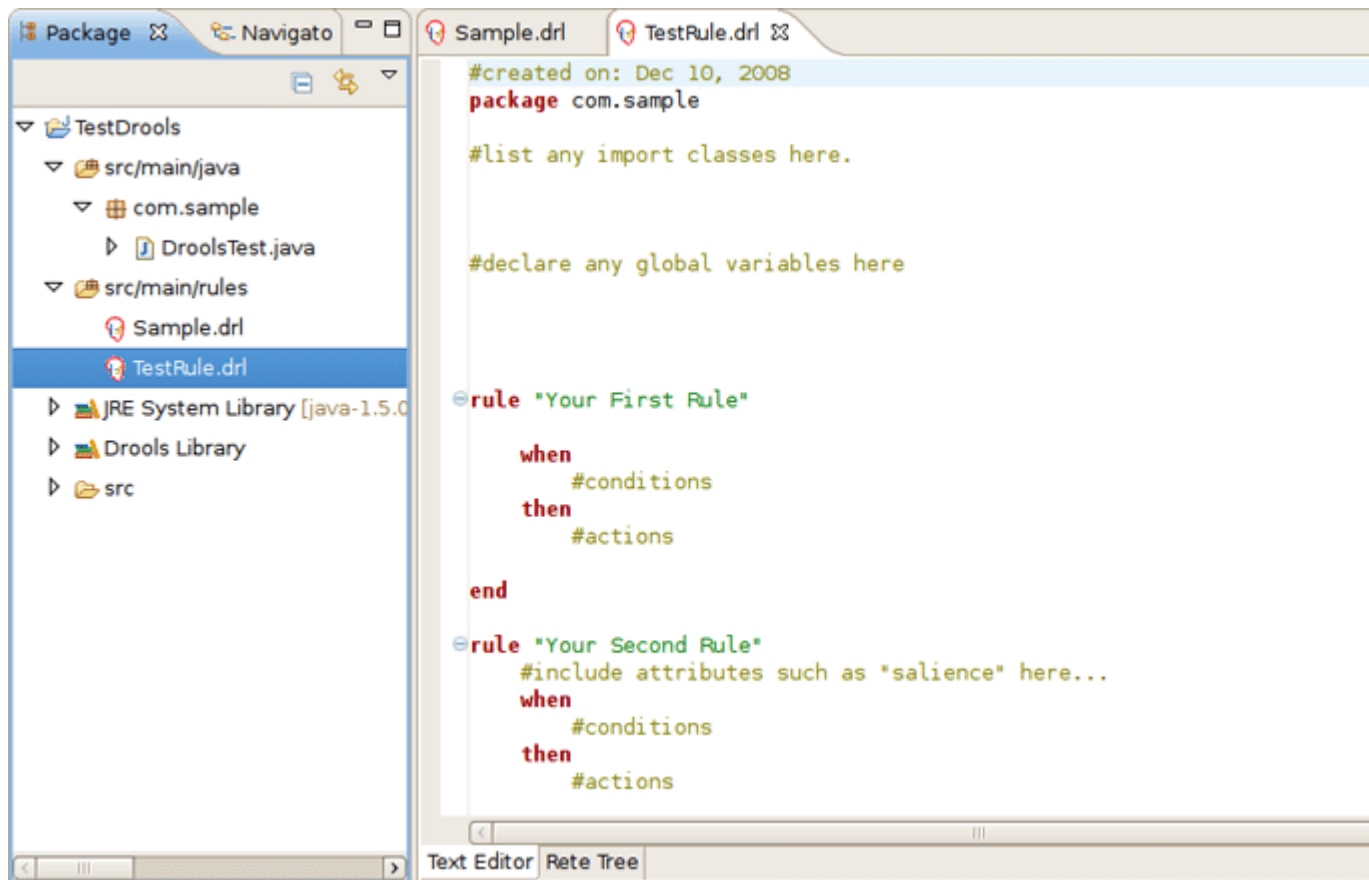 Package
Navigato
TestDrools
src/main/java
com.sample
DroolsTest.java
src/main/rules
Sample.drl
TestRule.drl
JRE System Library [java-1.5.0
Drools Library
src
Sample.drl
TestRule.drl
#created on: Dec 10, 2008
package com.sample
#list any import classes here.
#declare any global variables here
rule "Your First Rule"
when
#conditions
then
#actions
end
rule "Your Second Rule"
#include attributes such as "salience" here...
when
#conditions
then
#actions
Text Editor
Rete Tree